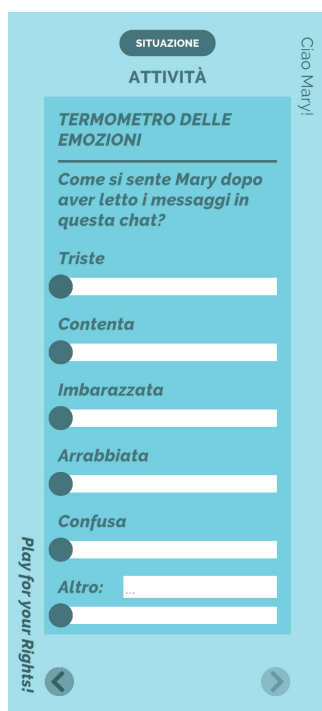 SITUAZIONE
ATTIVITÀ
Ciao Mary!
TERMOMETRO DELLE
EMOZIONI
Come si sente Mary dopo
aver letto i messaggi in
questa chat?
Triste
Contenta
Imbarazzata
Arrabbiata
Confusa
Altro: ...
Play for your Rights!